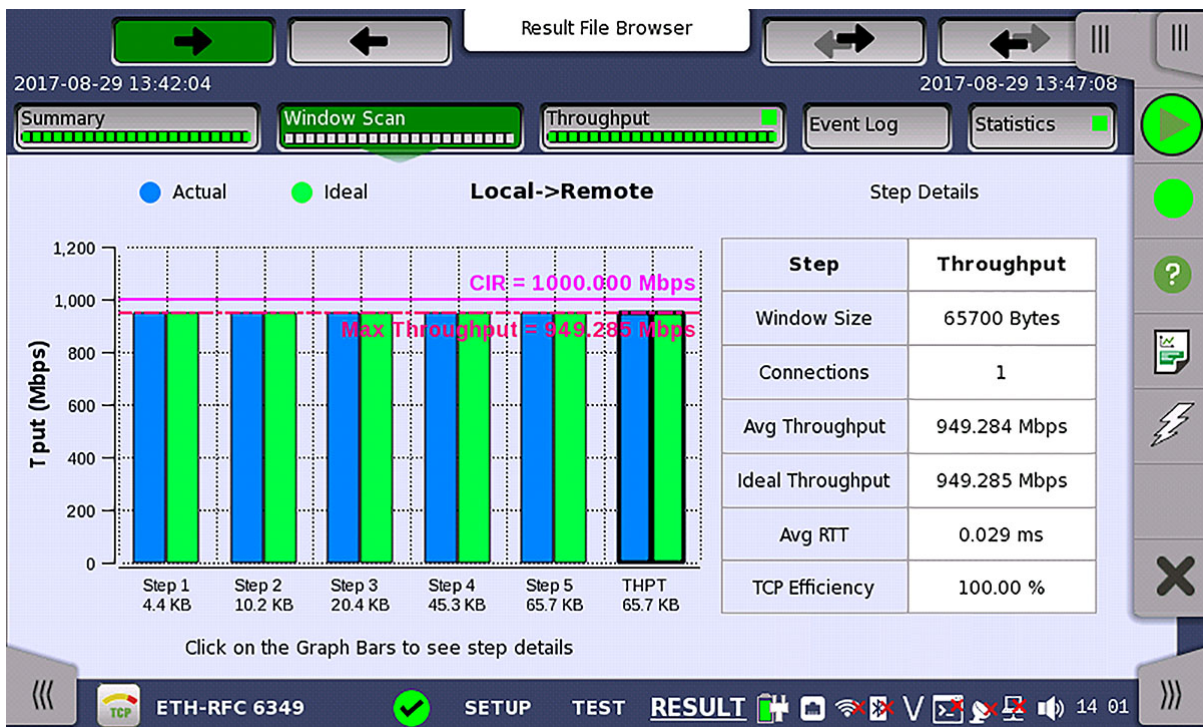 Result File Browser
2017-08-29 13:42:04
2017-08-29 13:47:08
Summary
Window Scan
Throughput
Event Log
Statistics
Actual
Ideal
Local->Remote
Step Details
Tput (Mbps)
1,200
1,000
800
600
400
200
0
CIR = 1000.000 Mbps
Max Throughput = 949.285 Mbps
Step 1
4.4 KB
Step 2
10.2 KB
Step 3
20.4 KB
Step 4
45.3 KB
Step 5
65.7 KB
THPT
65.7 KB
Click on the Graph Bars to see step details
Step Throughput
Window Size 65700 Bytes
Connections 1
Avg Throughput 949.284 Mbps
Ideal Throughput 949.285 Mbps
Avg RTT 0.029 ms
TCP Efficiency 100.00 %
?
TCP
ETH-RFC 6349
SETUP
TEST
RESULT
V
14 01